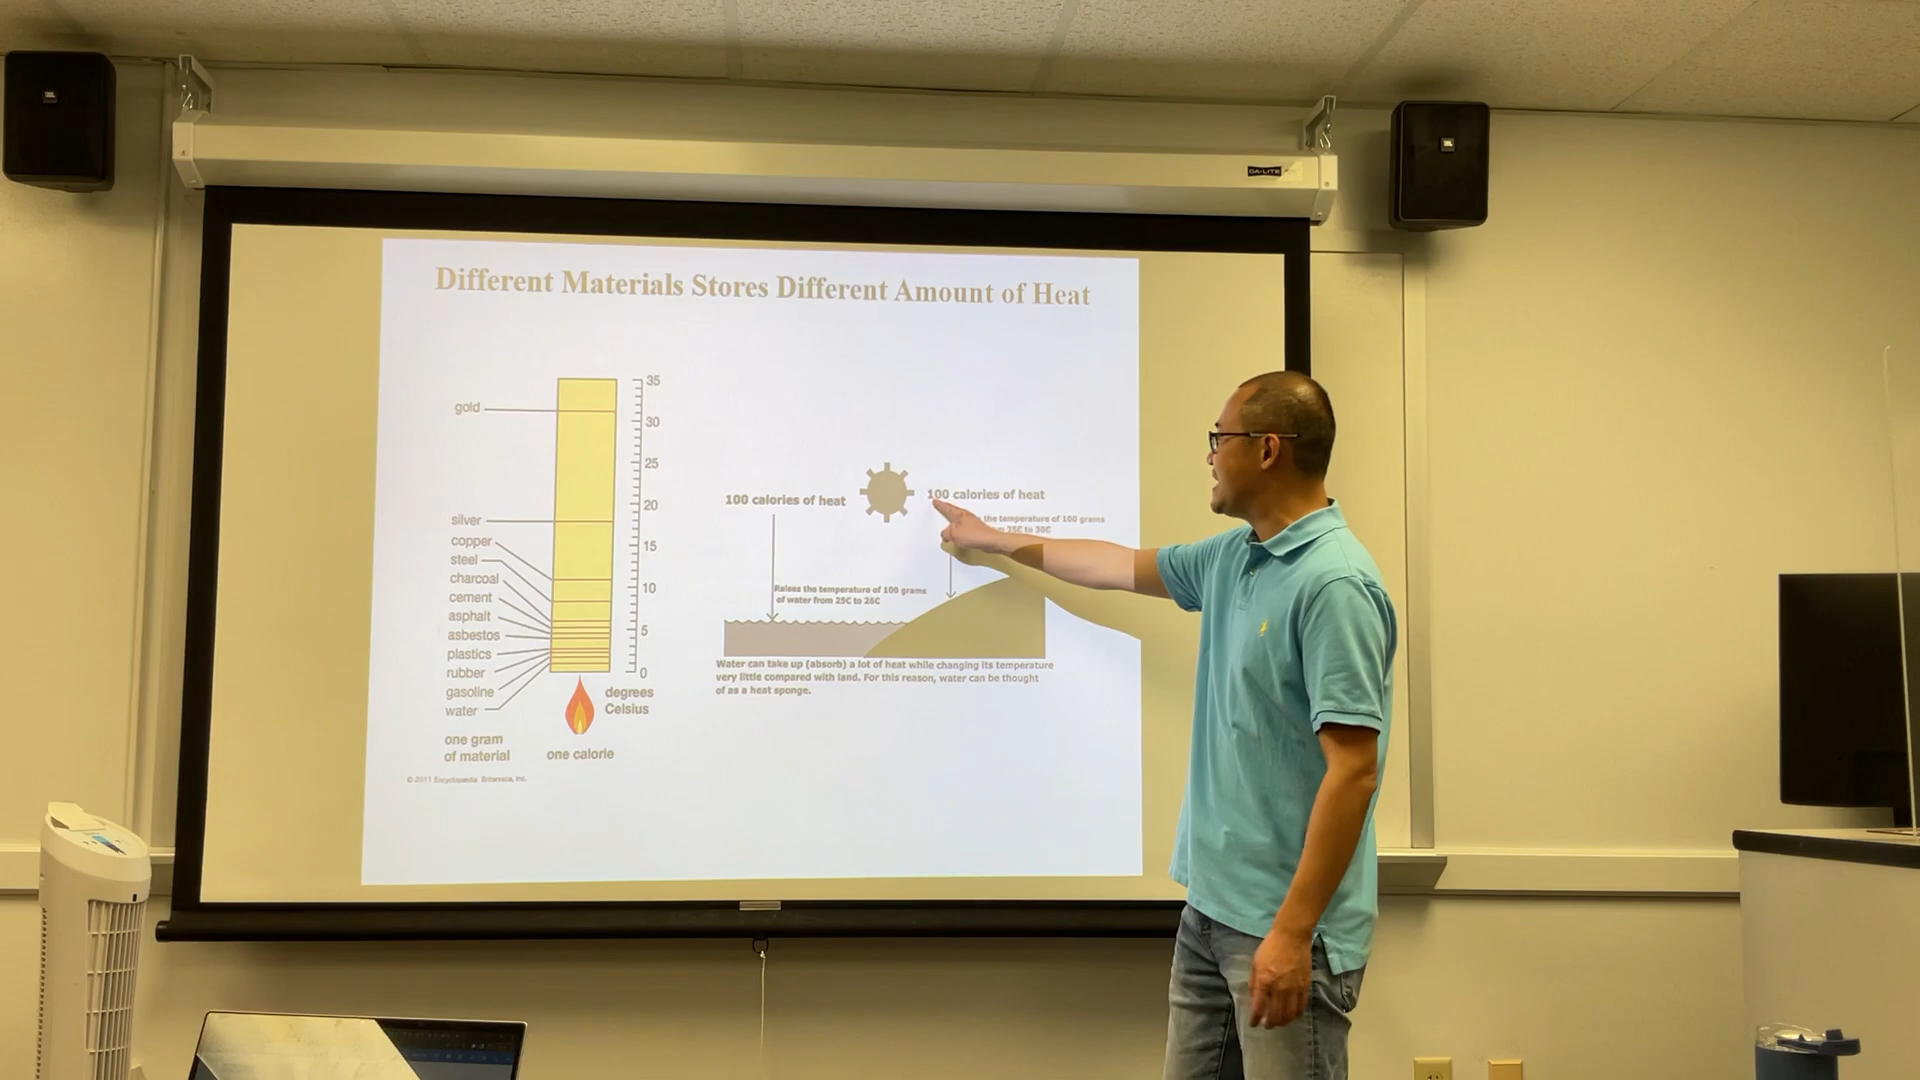 JBL
JBL
DA-LITE
Different Materials Stores Different Amount of Heat
gold
silver
copper
steel
charcoal
cement
asphalt
asbestos
plastics
rubber
gasoline
water
one gram
of material
35
30
25
20
15
10
5
0
degrees
Celsius
one calorie
© 2011 Encyclopædia Britannica, Inc.
100 calories of heat
100 calories of heat
the temperature of 100 grams
25C to 30C
Raises the temperature of 100 grams
of water from 25C to 26C
Water can take up (absorb) a lot of heat while changing its temperature
very little compared with land. For this reason, water can be thought
of as a heat sponge.